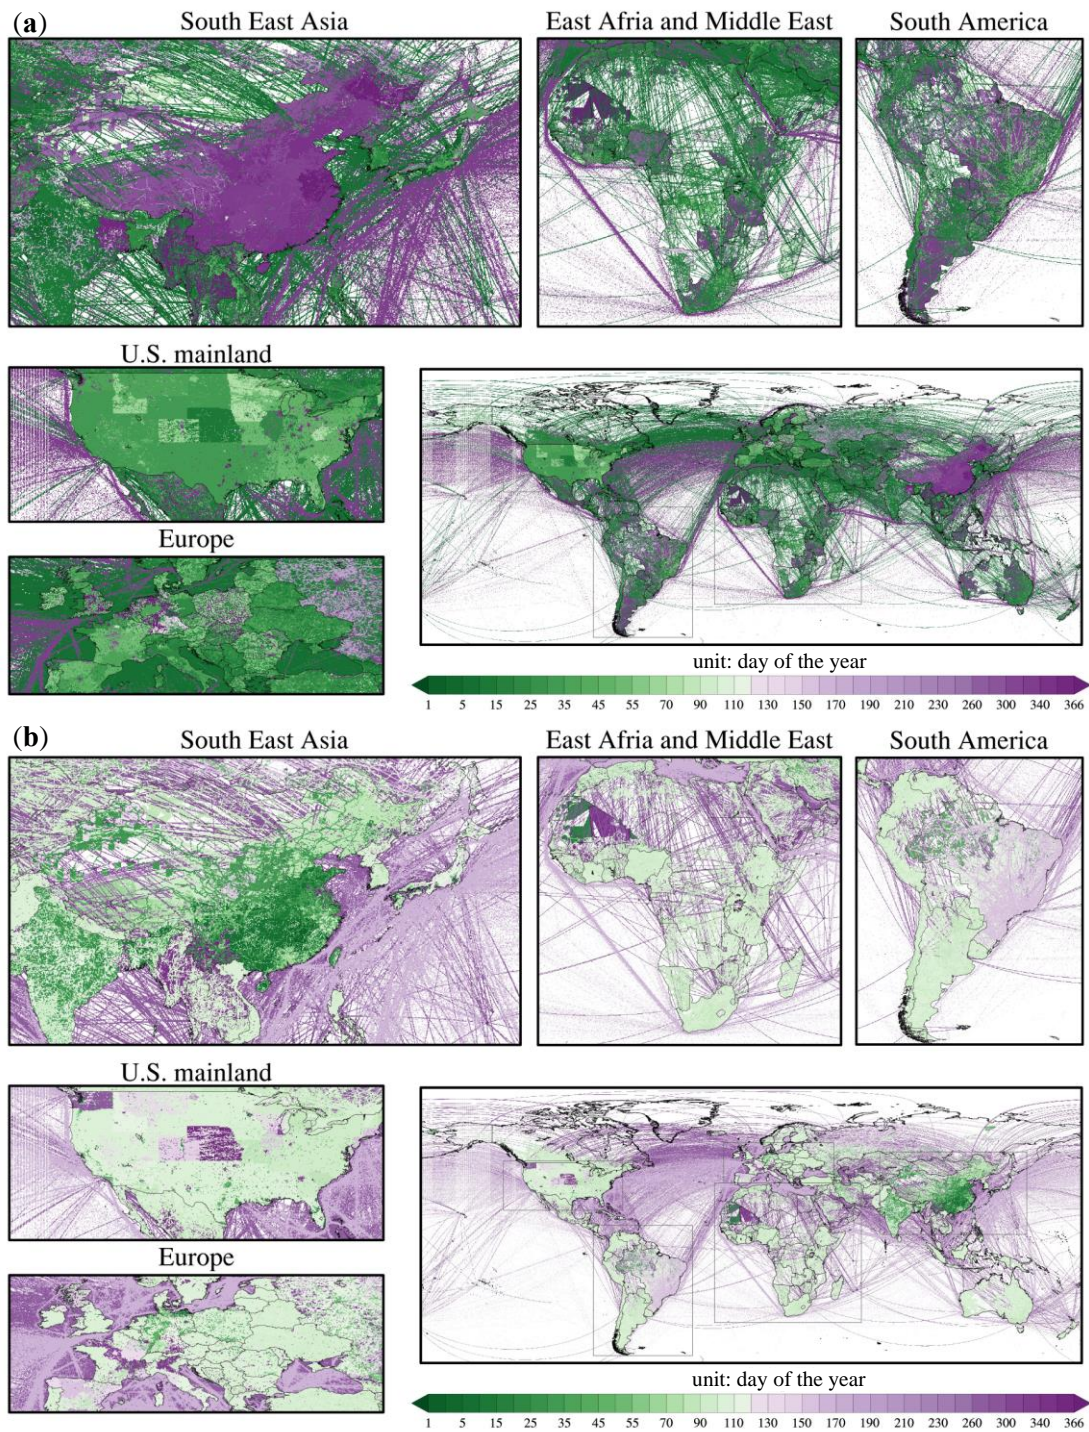 (a)
South East Asia
East Afria and Middle East
South America
U.S. mainland
Europe
unit: day of the year
1 5 15 25 35 45 55 70 90 110 130 150 170 190 210 230 260 300 340 366
(b)
South East Asia
East Afria and Middle East
South America
U.S. mainland
Europe
unit: day of the year
1 5 15 25 35 45 55 70 90 110 130 150 170 190 210 230 260 300 340 366